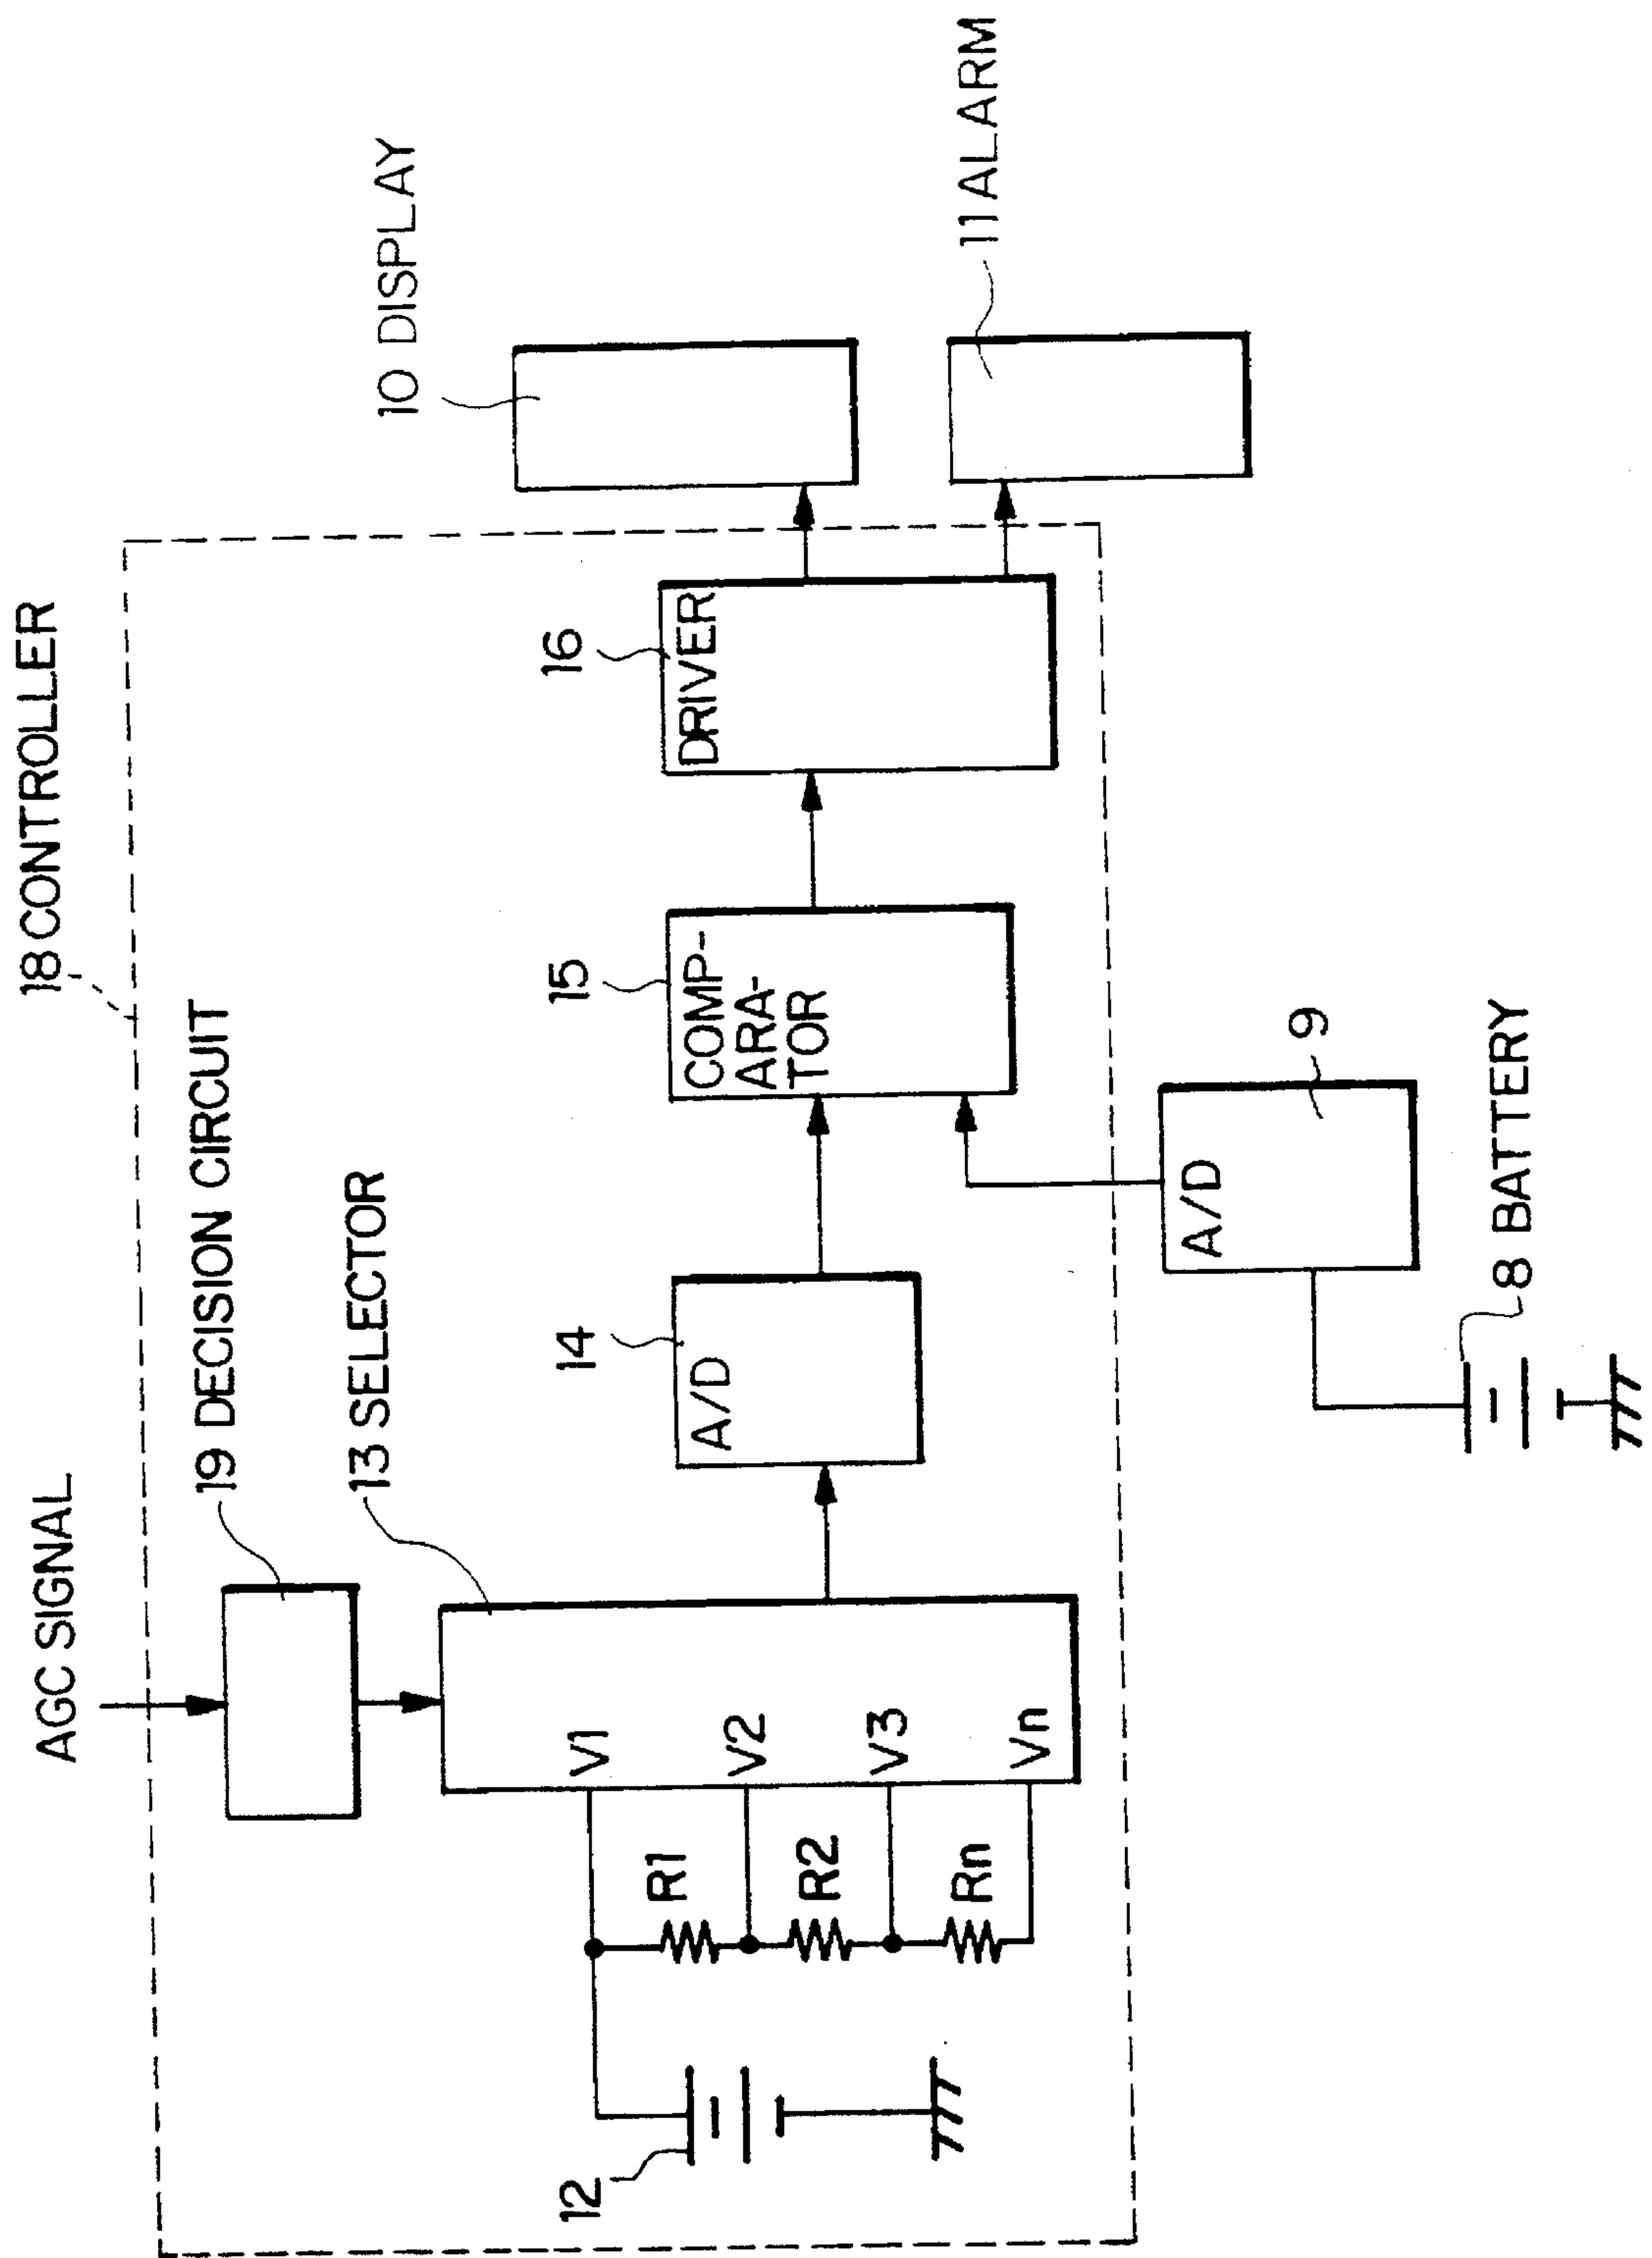 18 CONTROLLER
AGC SIGNAL
19 DECISION CIRCUIT
13 SELECTOR
10 DISPLAY
11 ALARM
16
DRIVER
15
COMP-
ARA-
TOR
14
A/D
V1
V2
V3
Vn
R1
R2
Rn
12
A/D
9
8 BATTERY